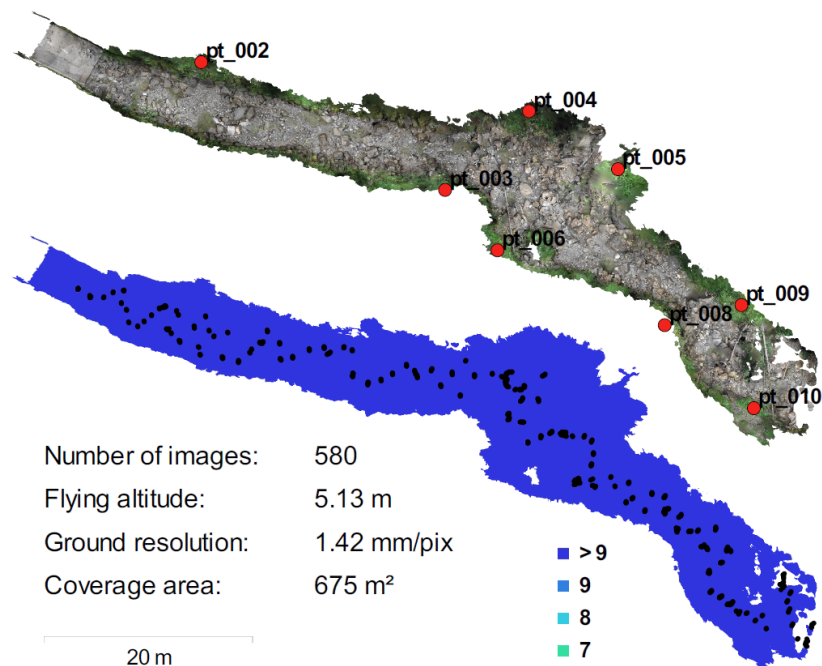 pt_002
pt_004
pt_005
pt_003
pt_006
pt_009
pt_008
pt_010
Number of images: 580
Flying altitude: 5.13 m
Ground resolution: 1.42 mm/pix
Coverage area: 675 m²
20 m
> 9
9
8
7